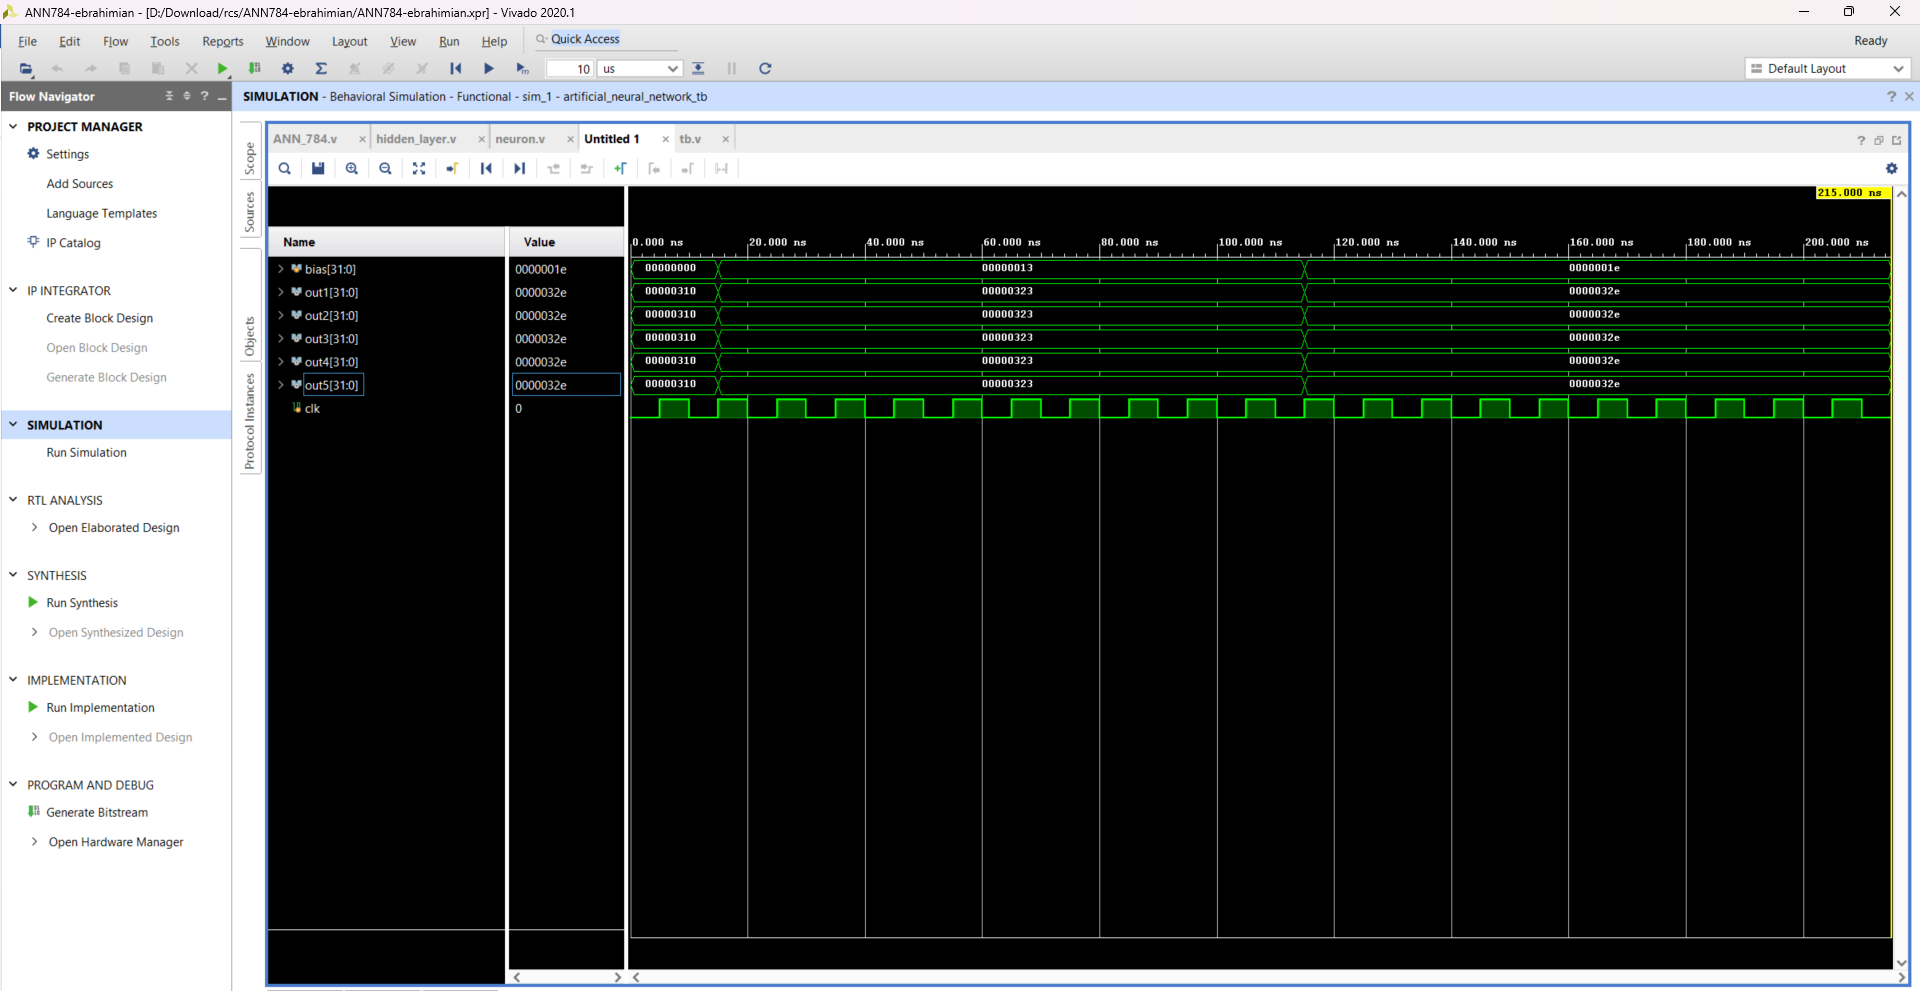 ANN784-ebrahimian - [D:/Download/rcs/ANN784-ebrahimian/ANN784-ebrahimian.xpr] - Vivado 2020.1
File Edit Flow Tools Reports Window Layout View Run Help Quick Access Ready
10 us Default Layout
Flow Navigator
SIMULATION - Behavioral Simulation - Functional - sim_1 - artificial_neural_network_tb
PROJECT MANAGER
Settings
Add Sources
Language Templates
IP Catalog
IP INTEGRATOR
Create Block Design
Open Block Design
Generate Block Design
SIMULATION
Run Simulation
RTL ANALYSIS
Open Elaborated Design
SYNTHESIS
Run Synthesis
Open Synthesized Design
IMPLEMENTATION
Run Implementation
Open Implemented Design
PROGRAM AND DEBUG
Generate Bitstream
Open Hardware Manager
Scope
Sources
Objects
Protocol Instances
ANN_784.v hidden_layer.v neuron.v Untitled 1 tb.v
215.000 ns
Name Value 0.000 ns 20.000 ns 40.000 ns 60.000 ns 80.000 ns 100.000 ns 120.000 ns 140.000 ns 160.000 ns 180.000 ns 200.000 ns
bias[31:0] 0000001e 00000000 00000013 0000001e
out1[31:0] 0000032e 00000310 00000323 0000032e
out2[31:0] 0000032e 00000310 00000323 0000032e
out3[31:0] 0000032e 00000310 00000323 0000032e
out4[31:0] 0000032e 00000310 00000323 0000032e
out5[31:0] 0000032e 00000310 00000323 0000032e
clk 0